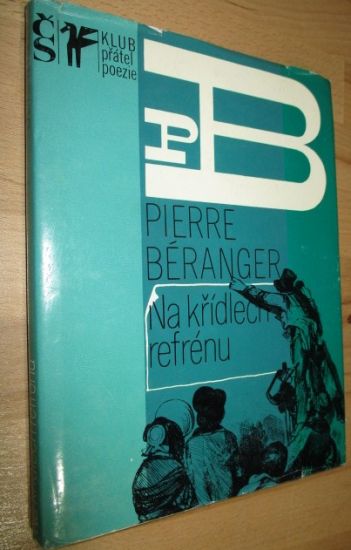 ČS
KLUB
přátel
poezie
PB
PIERRE
BÉRANGER
Na křídlech
refrénu